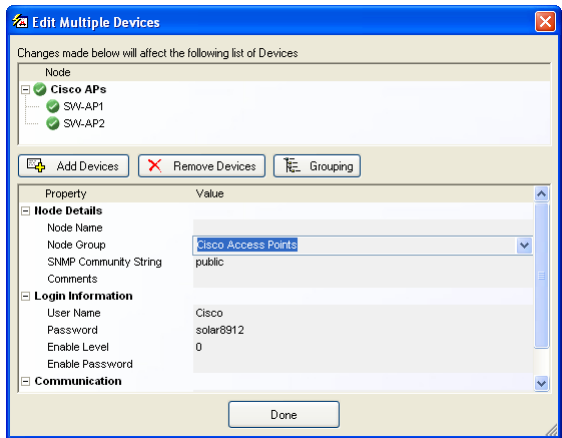 Edit Multiple Devices
Changes made below will affect the following list of Devices
Node
Cisco APs
SW-AP1
SW-AP2
Add Devices Remove Devices Grouping
Property Value
Node Details
Node Name
Node Group Cisco Access Points
SNMP Community String public
Comments
Login Information
User Name Cisco
Password solar8912
Enable Level 0
Enable Password
Communication
Done